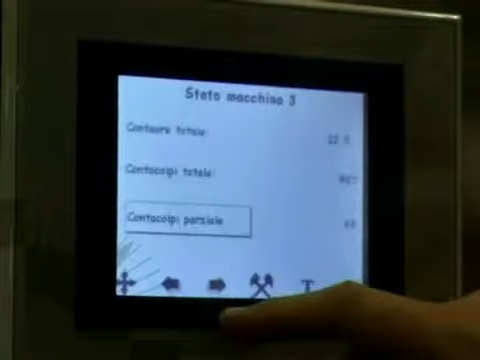 Stato macchina 3
Contaore totale:
Contacolpi totale:
Contacolpi parziale
T